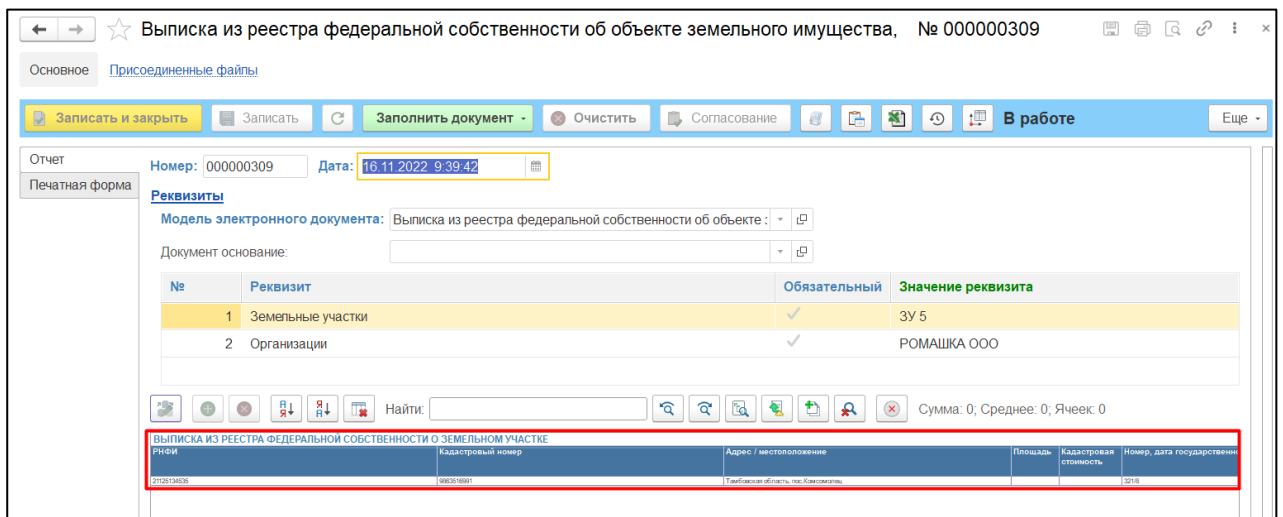 Выписка из реестра федеральной собственности об объекте земельного имущества, № 000000309
Основное Присоединенные файлы
Записать и закрыть Записать Заполнить документ Очистить Согласование В работе Еще
Отчет
Печатная форма
Номер: 000000309 Дата: 16.11.2022 9:39:42
Реквизиты
Модель электронного документа: Выписка из реестра федеральной собственности об объекте :
Документ основание:
№ Реквизит Обязательный Значение реквизита
1 Земельные участки ЗУ 5
2 Организации РОМАШКА ООО
Найти: Сумма: 0; Среднее: 0; Ячеек: 0
ВЫПИСКА ИЗ РЕЕСТРА ФЕДЕРАЛЬНОЙ СОБСТВЕННОСТИ О ЗЕМЕЛЬНОМ УЧАСТКЕ
РНФИ Кадастровый номер Адрес / местоположение Площадь Кадастровая стоимость Номер, дата государственно
21125134535 9863516991 Тамбовская область, пос.Комсомолец 321/8